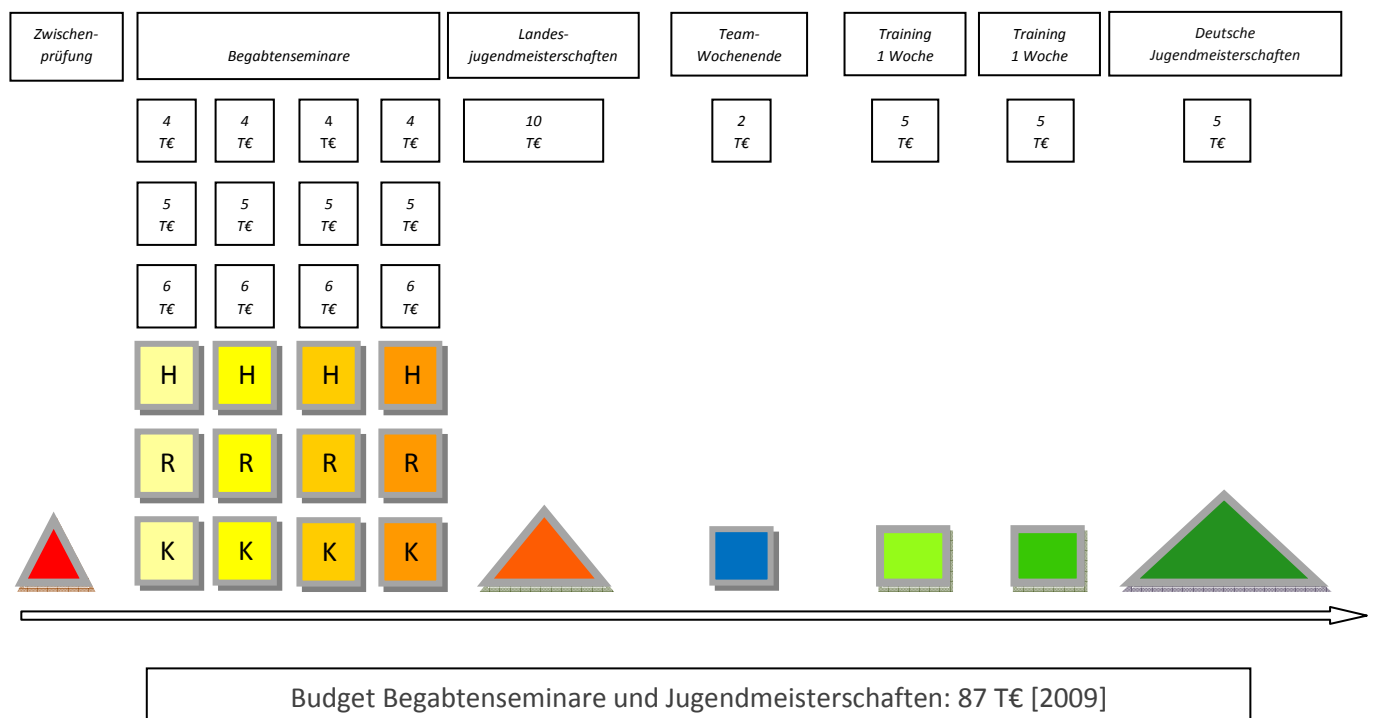 Zwischen-
prüfung
Begabtenseminare
Landes-
jugendmeisterschaften
Team-
Wochenende
Training
1 Woche
Training
1 Woche
Deutsche
Jugendmeisterschaften
4
T€
4
T€
4
T€
4
T€
10
T€
2
T€
5
T€
5
T€
5
T€
5
T€
5
T€
5
T€
5
T€
6
T€
6
T€
6
T€
6
T€
H H H H
R R R R
K K K K
Budget Begabtenseminare und Jugendmeisterschaften: 87 T€ [2009]